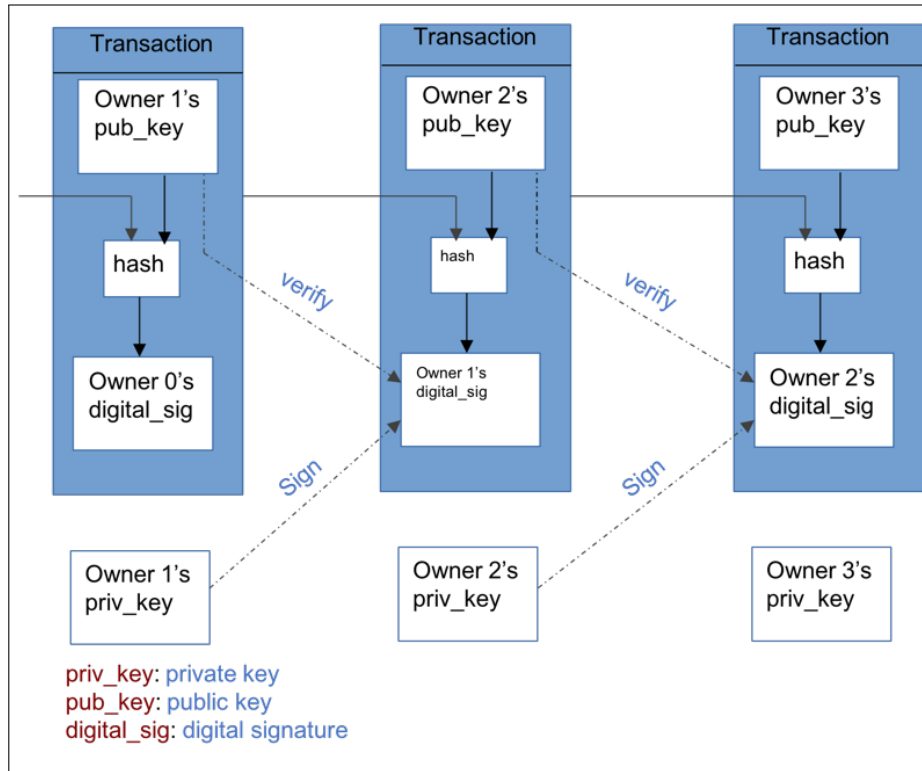 Transaction
Owner 1's
pub_key
hash
Owner 0's
digital_sig
Transaction
Owner 2's
pub_key
hash
Owner 1's
digital_sig
Transaction
Owner 3's
pub_key
hash
Owner 2's
digital_sig
verify
verify
Sign
Sign
Owner 1's
priv_key
Owner 2's
priv_key
Owner 3's
priv_key
priv_key: private key
pub_key: public key
digital_sig: digital signature